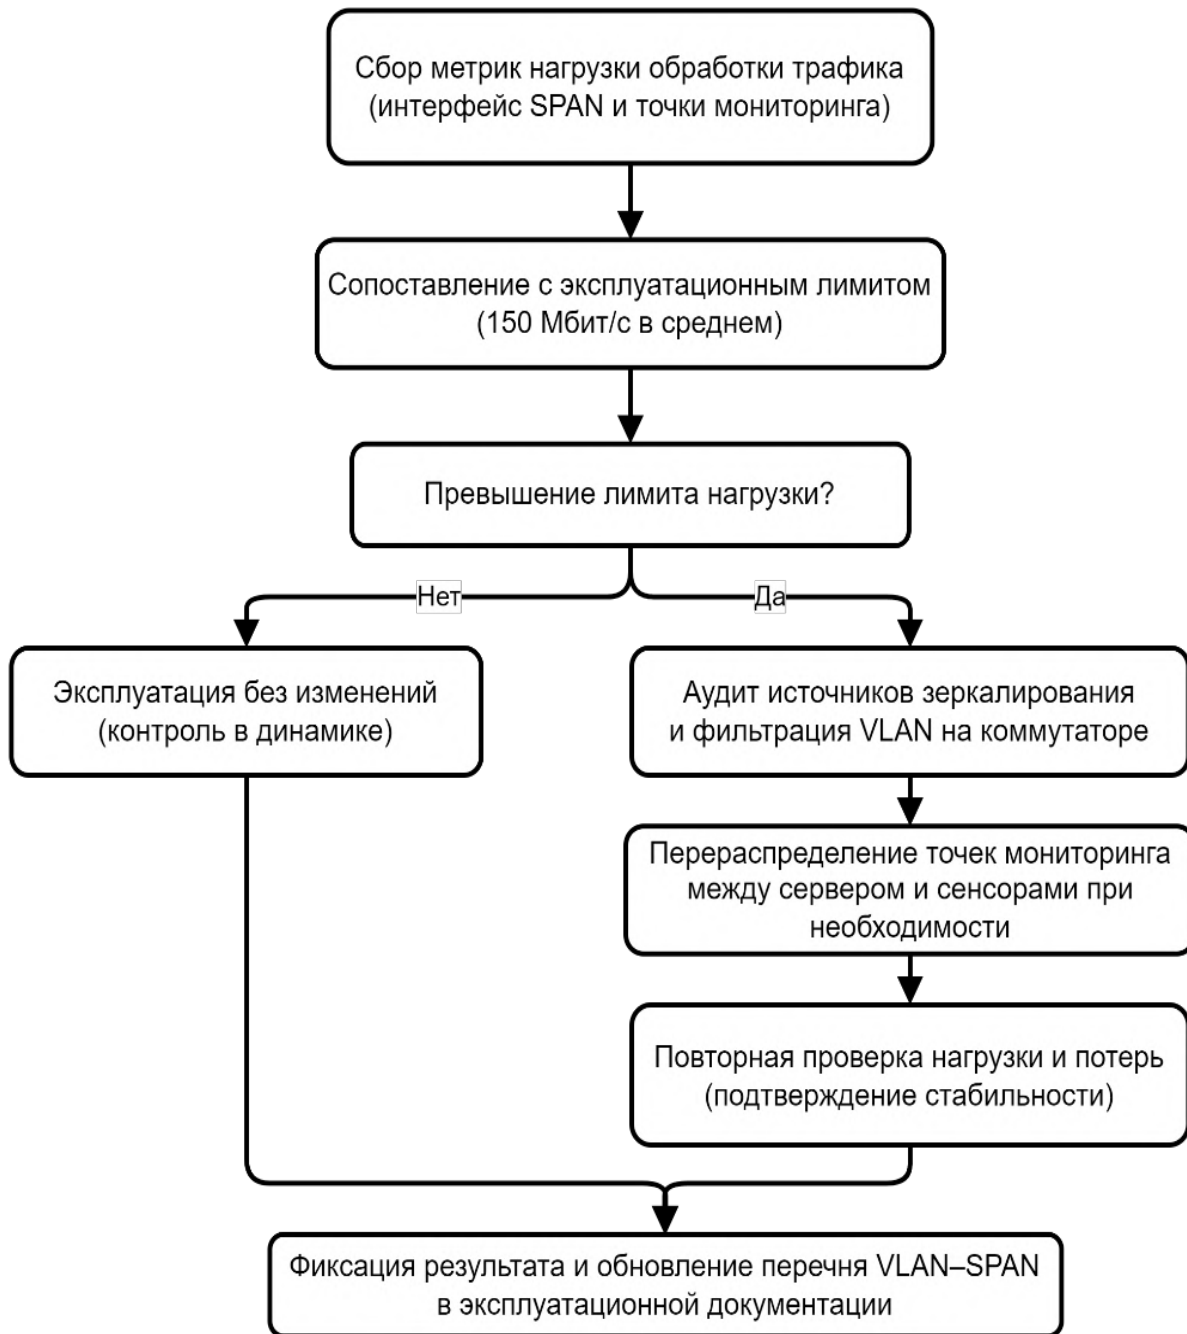 Сбор метрик нагрузки обработки трафика
(интерфейс SPAN и точки мониторинга)
Сопоставление с эксплуатационным лимитом
(150 Мбит/с в среднем)
Превышение лимита нагрузки?
Нет
Да
Эксплуатация без изменений
(контроль в динамике)
Аудит источников зеркалирования
и фильтрация VLAN на коммутаторе
Перераспределение точек мониторинга
между сервером и сенсорами при
необходимости
Повторная проверка нагрузки и потерь
(подтверждение стабильности)
Фиксация результата и обновление перечня VLAN–SPAN
в эксплуатационной документации